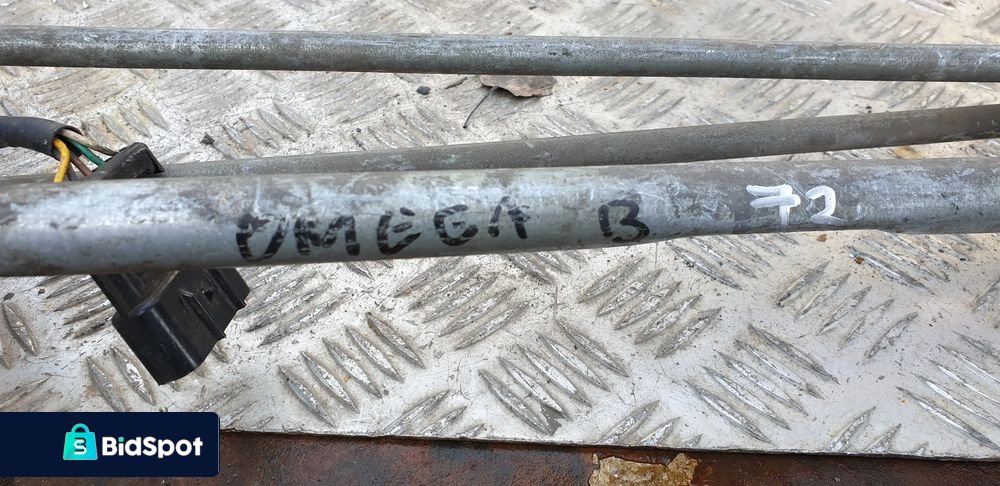 OMEGA B 72
BidSpot